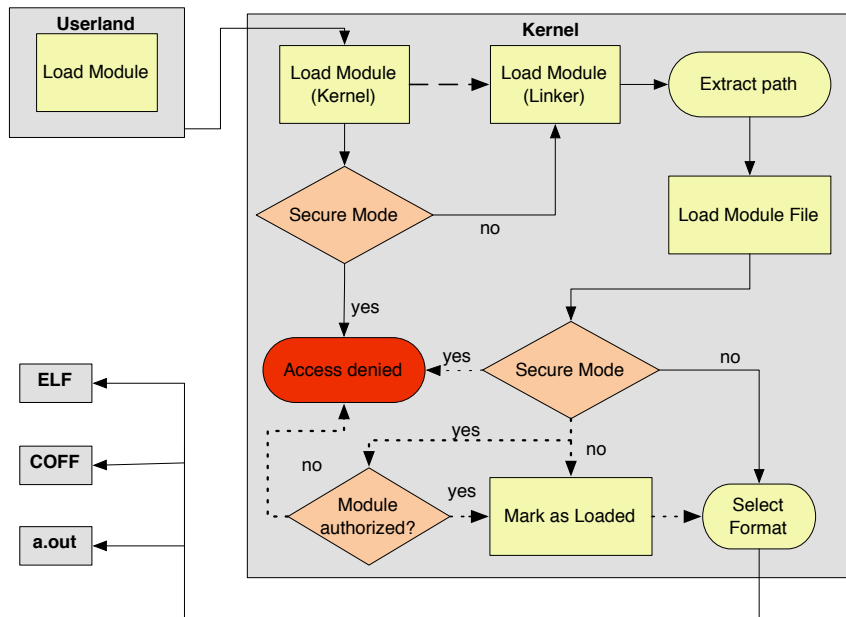 Userland
Load Module
Kernel
Load Module
(Kernel)
Load Module
(Linker)
Extract path
Secure Mode
no
Load Module File
yes
Access denied
yes
Secure Mode
no
ELF
COFF
a.out
yes
no
no
Module
authorized?
yes
Mark as Loaded
Select
Format